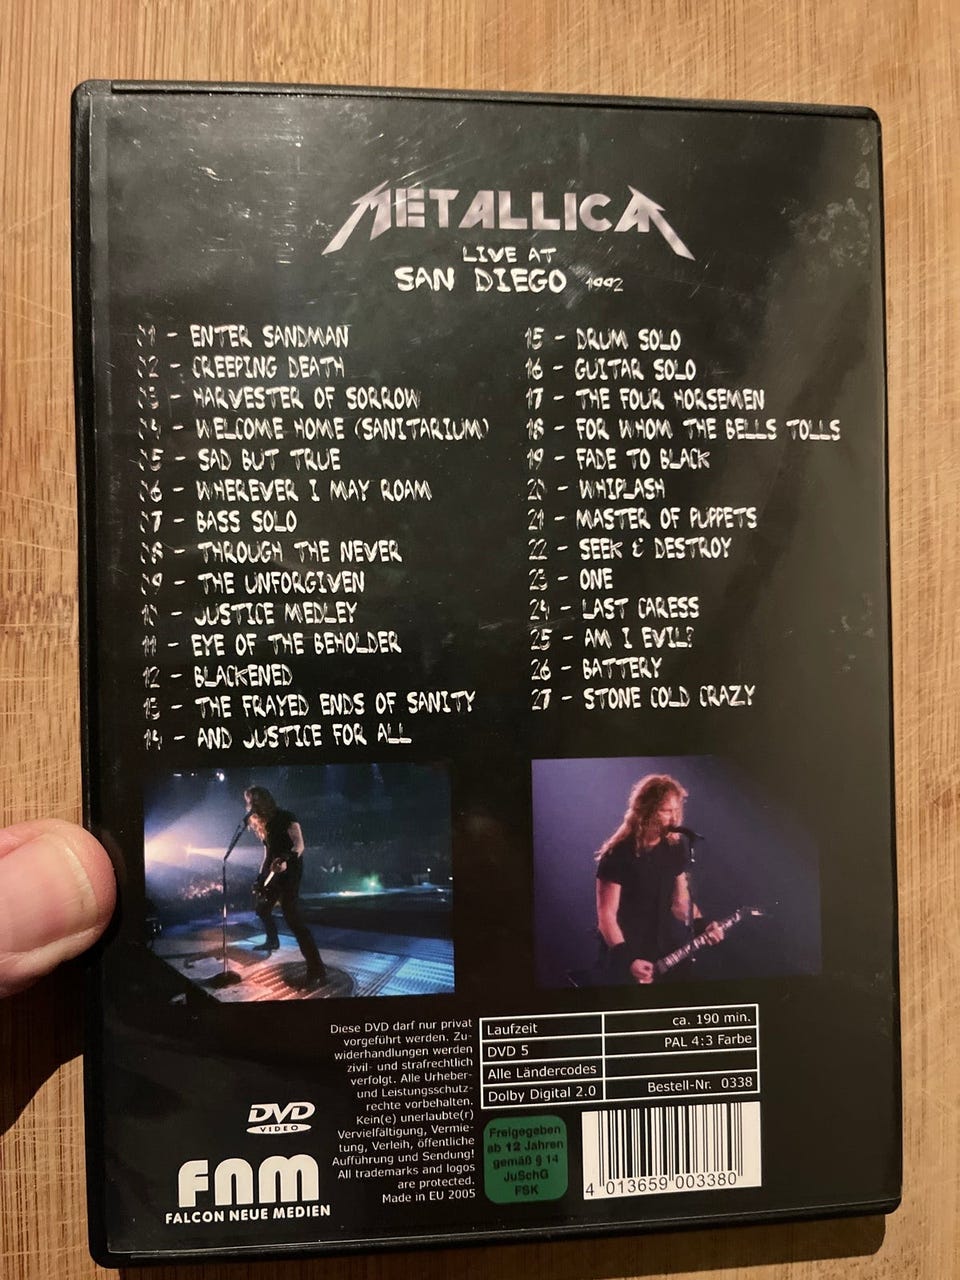 METALLICA
LIVE AT
SAN DIEGO 1992
01 - ENTER SANDMAN
02 - CREEPING DEATH
03 - HARVESTER OF SORROW
04 - WELCOME HOME (SANITARIUM)
05 - SAD BUT TRUE
06 - WHEREVER I MAY ROAM
07 - BASS SOLO
08 - THROUGH THE NEVER
09 - THE UNFORGIVEN
10 - JUSTICE MEDLEY
11 - EYE OF THE BEHOLDER
12 - BLACKENED
13 - THE FRAYED ENDS OF SANITY
14 - AND JUSTICE FOR ALL
15 - DRUM SOLO
16 - GUITAR SOLO
17 - THE FOUR HORSEMEN
18 - FOR WHOM THE BELLS TOLLS
19 - FADE TO BLACK
20 - WHIPLASH
21 - MASTER OF PUPPETS
22 - SEEK & DESTROY
23 - ONE
24 - LAST CARESS
25 - AM I EVIL?
26 - BATTERY
27 - STONE COLD CRAZY
Diese DVD darf nur privat
vorgeführt werden. Zu-
widerhandlungen werden
zivil- und strafrechtlich
verfolgt. Alle Urheber-
und Leistungsschutz-
rechte vorbehalten.
Kein(e) unerlaubte(r)
Vervielfältigung, Vermie-
tung, Verleih, öffentliche
Aufführung und Sendung!
All trademarks and logos
are protected.
Made in EU 2005
Laufzeit ca. 190 min.
DVD 5 PAL 4:3 Farbe
Alle Ländercodes
Dolby Digital 2.0 Bestell-Nr. 0338
DVD
VIDEO
FNM
FALCON NEUE MEDIEN
Freigegeben
ab 12 Jahren
gemäß § 14
JuSchG
FSK
4 013659 003380